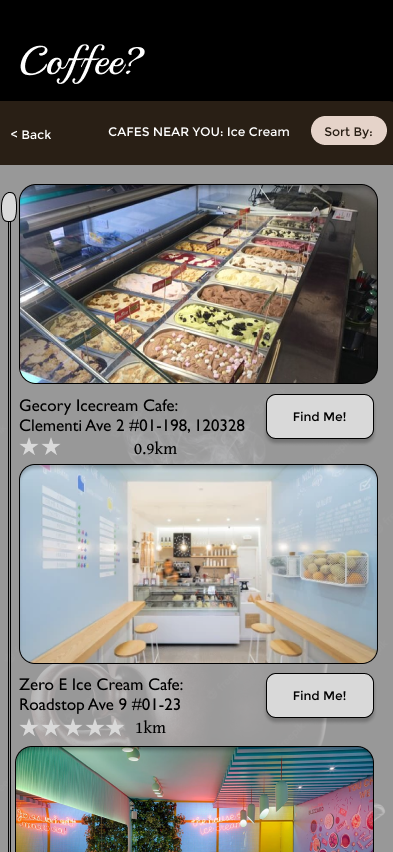 Coffee?
< Back
CAFES NEAR YOU: Ice Cream
Sort By:
Gecory Icecream Cafe:
Clementi Ave 2 #01-198, 120328
Find Me!
0.9km
Zero E Ice Cream Cafe:
Roadstop Ave 9 #01-23
Find Me!
1km